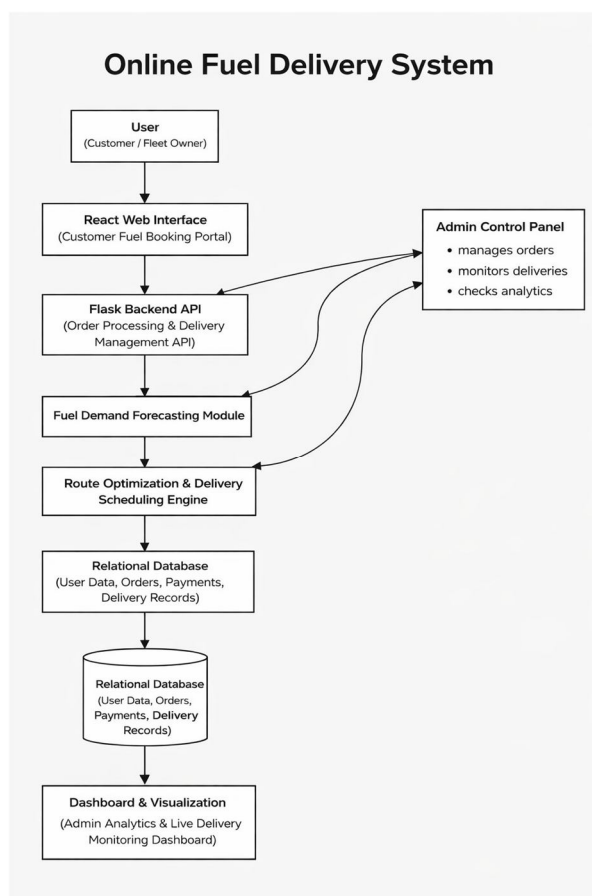 Online Fuel Delivery System
User
(Customer / Fleet Owner)
React Web Interface
(Customer Fuel Booking Portal)
Admin Control Panel
• manages orders
• monitors deliveries
• checks analytics
Flask Backend API
(Order Processing & Delivery
Management API)
Fuel Demand Forecasting Module
Route Optimization & Delivery
Scheduling Engine
Relational Database
(User Data, Orders, Payments,
Delivery Records)
Relational Database
(User Data, Orders,
Payments, Delivery
Records)
Dashboard & Visualization
(Admin Analytics & Live Delivery
Monitoring Dashboard)